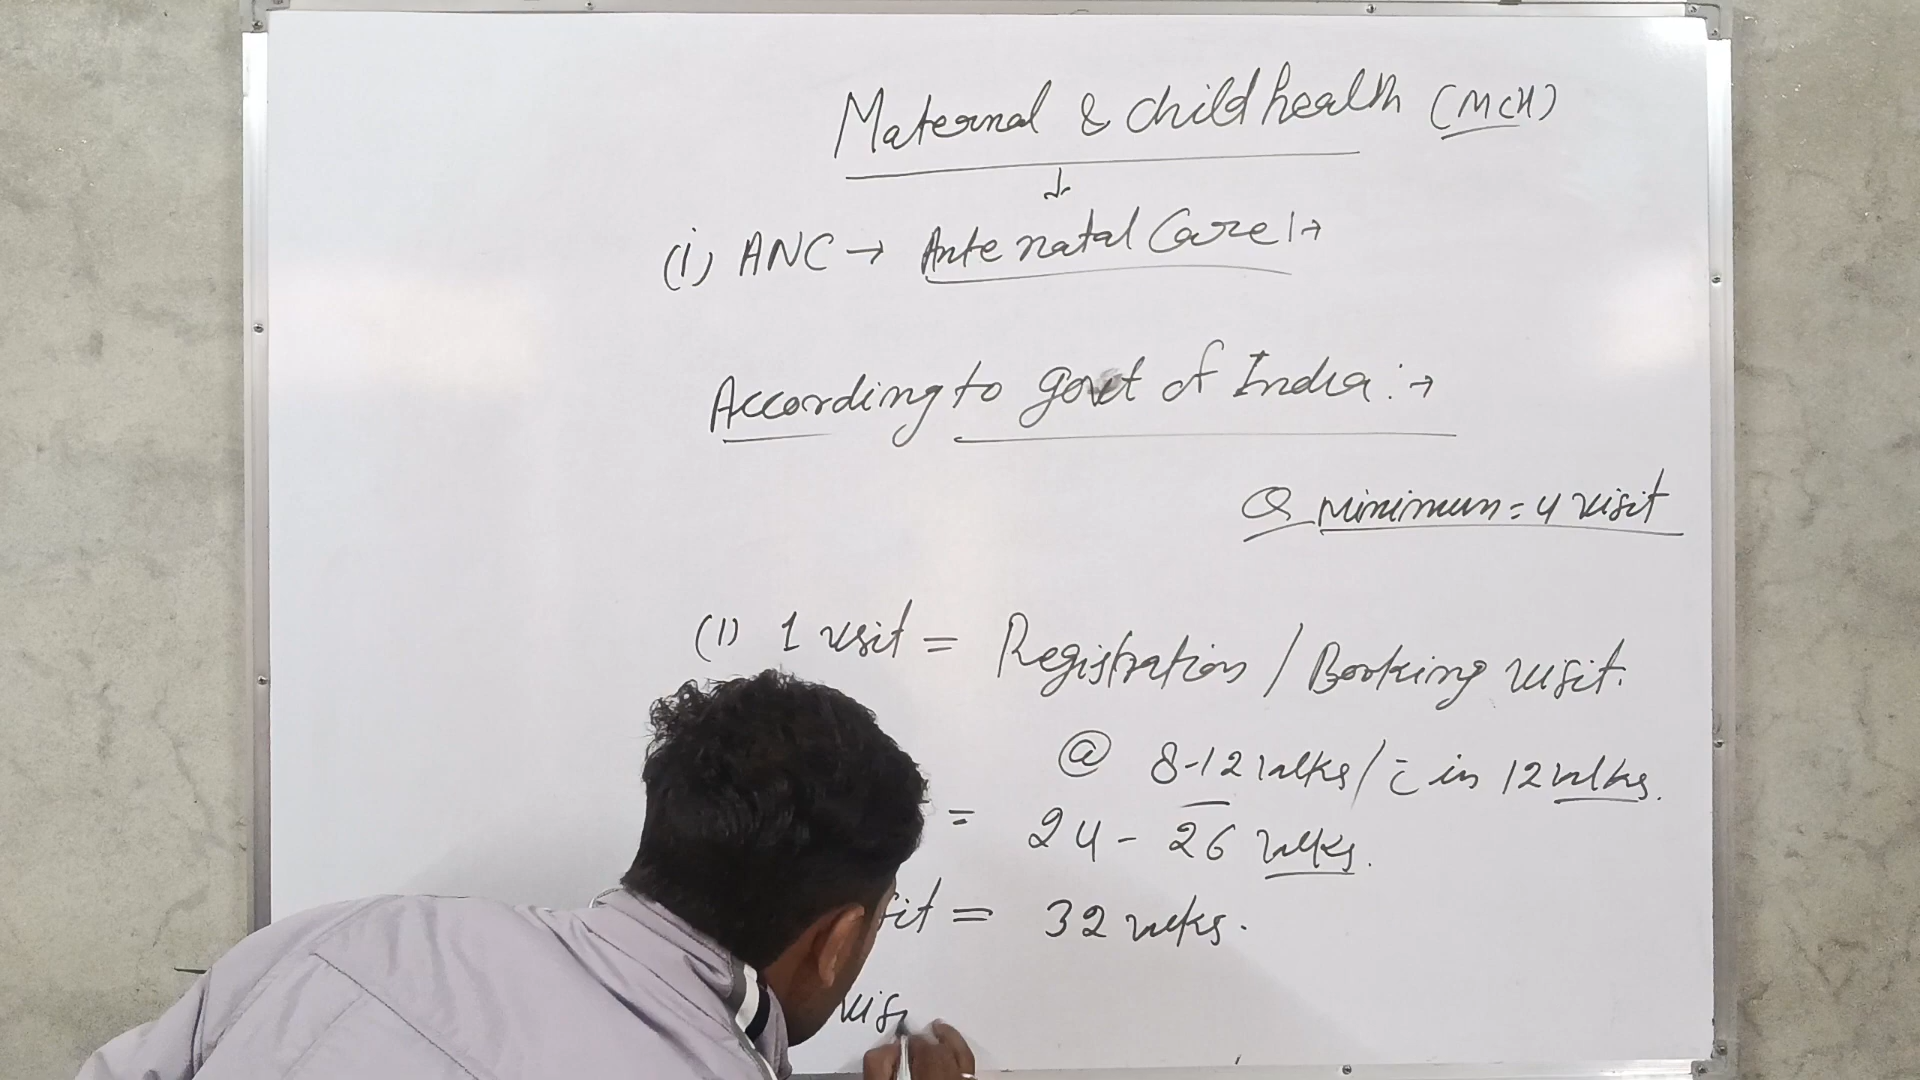 Maternal & child health (MCH)
(i) ANC → Ante natal Care :→
According to govt of India :→
Q minimum = 4 visit
(1) 1 visit = Registration / Booking visit.
@ 8-12 wks / c̄ in 12 wks.
= 24 - 26 wks.
= 32 wks.